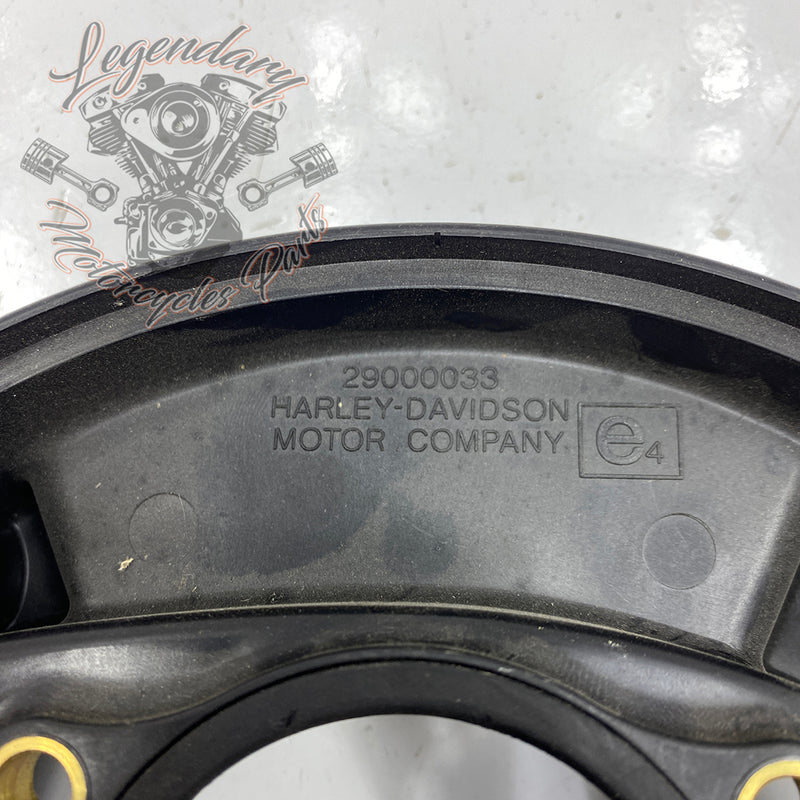 Legendary
Motorcycles Parts
29000033
HARLEY-DAVIDSON
MOTOR COMPANY
e4